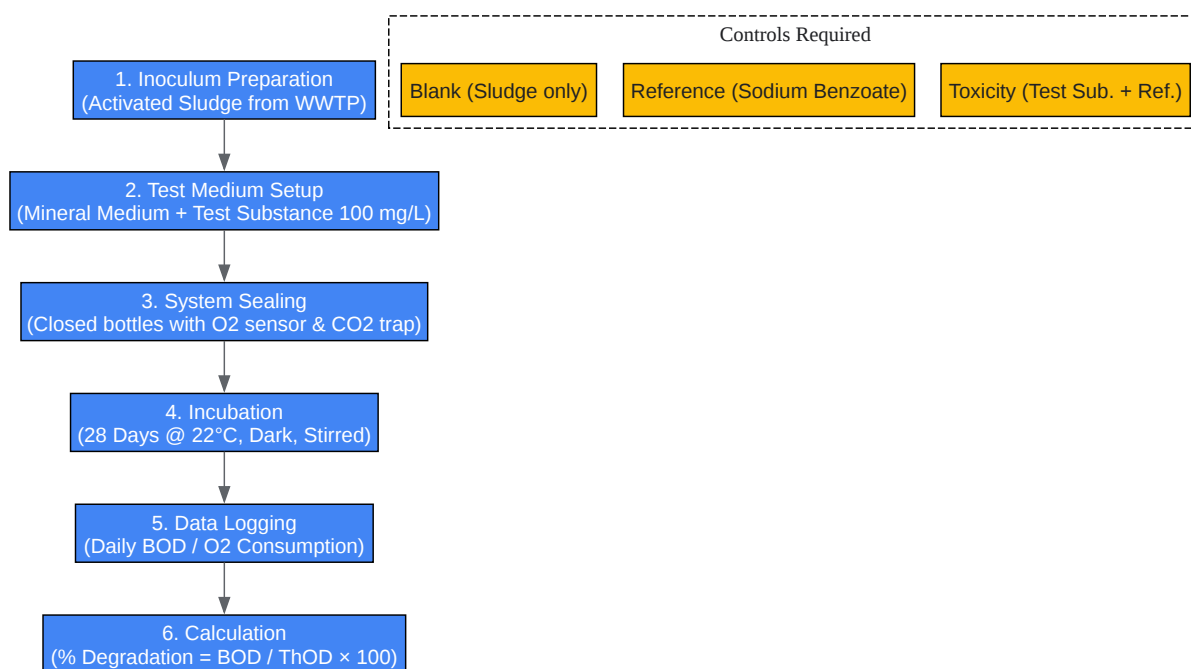 Controls Required
Blank (Sludge only)
Reference (Sodium Benzoate)
Toxicity (Test Sub. + Ref.)
1. Inoculum Preparation
(Activated Sludge from WWTP)
2. Test Medium Setup
(Mineral Medium + Test Substance 100 mg/L)
3. System Sealing
(Closed bottles with O2 sensor & CO2 trap)
4. Incubation
(28 Days @ 22°C, Dark, Stirred)
5. Data Logging
(Daily BOD / O2 Consumption)
6. Calculation
(% Degradation = BOD / ThOD × 100)